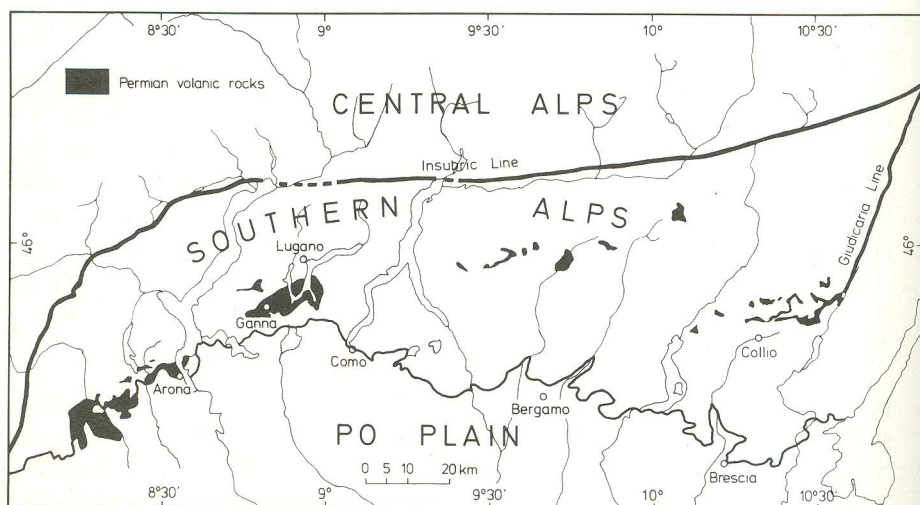 8°30'
9°
9°30'
10°
10°30'
Permian volanic rocks
CENTRAL ALPS
Insubric Line
SOUTHERN ALPS
Giudicaria Line
46°
46°
Lugano
Ganna
Como
Collio
Arona
Bergamo
PO PLAIN
0 5 10 20 km
Brescia
8°30'
9°
9°30'
10°
10°30'